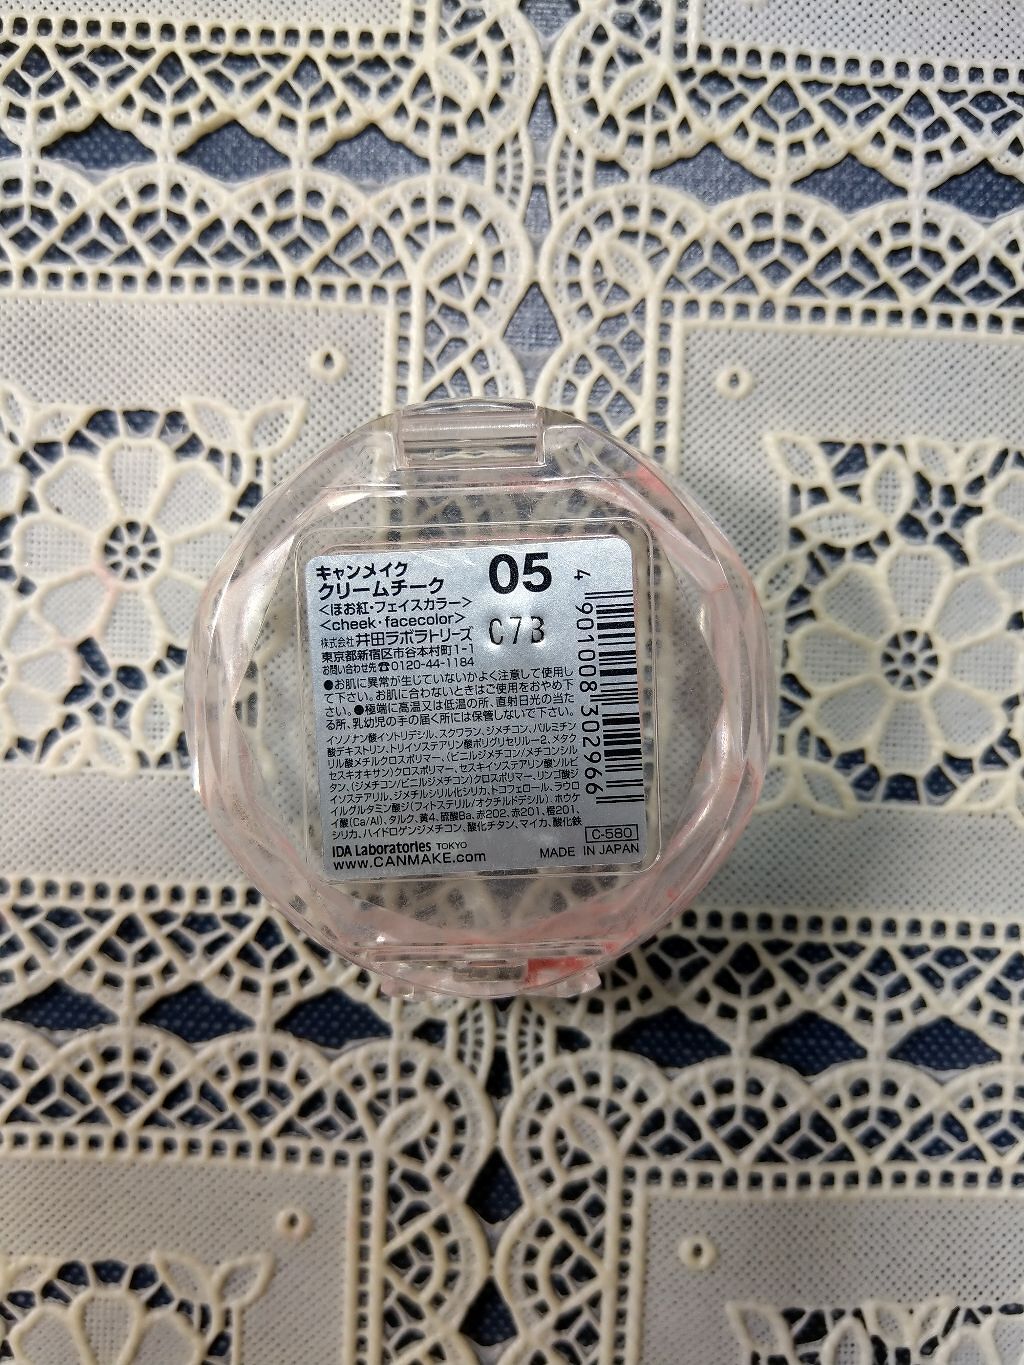 キャンメイク
クリームチーク
05
<ほお紅・フェイスカラー>
<cheek・facecolor>
C73
株式会社 井田ラボラトリーズ
東京都新宿区市谷本村町1-1
お問い合わせ先☎0120-44-1184
●お肌に異常が生じていないかよく注意して使用し
て下さい。お肌に合わないときはご使用をおやめ下
さい。●極端に高温又は低温の所、直射日光の当た
る所、乳幼児の手の届く所には保管しないで下さい。
イソノナン酸イソトリデシル、スクワラン、ジメチコン、パルミチン
酸デキストリン、トリイソステアリン酸ポリグリセリル-2、メタク
リル酸メチルクロスポリマー、(ビニルジメチコン/メチコンシル
セスキオキサン)クロスポリマー、セスキイソステアリン酸ソルビ
タン、(ジメチコン/ビニルジメチコン)クロスポリマー、リンゴ酸ジ
イソステアリル、ジメチルシリル化シリカ、トコフェロール、ラウロ
イルグルタミン酸ジ(フィトステリル/オクチルドデシル)、ホウケ
イ酸(Ca/Al)、タルク、黄4、硫酸Ba、赤202、赤201、橙201、
シリカ、ハイドロゲンジメチコン、酸化チタン、マイカ、酸化鉄
C-580
IDA Laboratories TOKYO
www.CANMAKE.com
MADE IN JAPAN
4 901008 302966